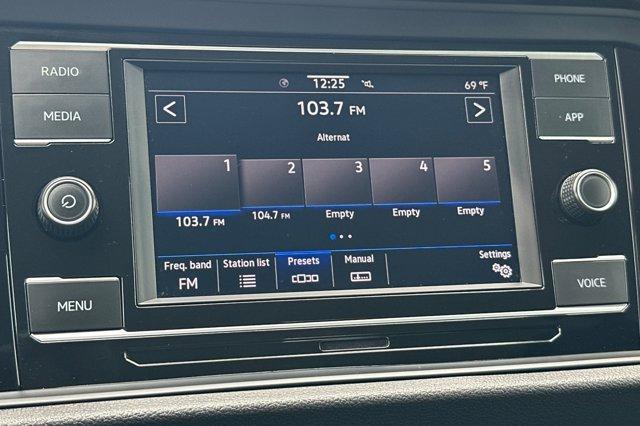 RADIO
MEDIA
MENU
12:25
69 °F
103.7 FM
Alternat
1 2 3 4 5
103.7 FM 104.7 FM Empty Empty Empty
Freq. band Station list Presets Manual Settings
FM
PHONE
APP
VOICE